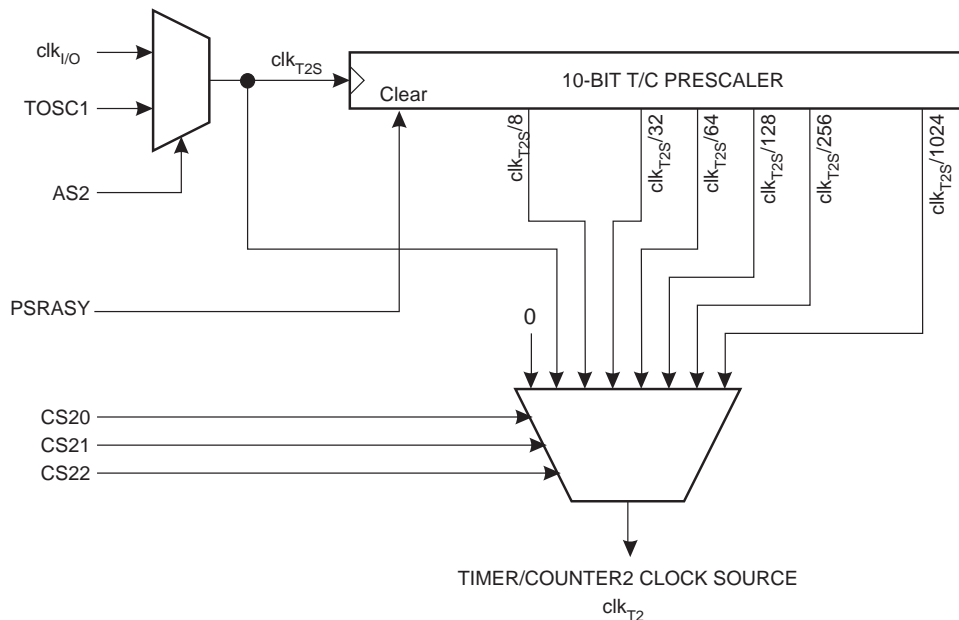 clkI/O
clkT2S
10-BIT T/C PRESCALER
TOSC1
Clear
clkT2S/8
clkT2S/32
clkT2S/64
clkT2S/128
clkT2S/256
clkT2S/1024
AS2
PSRASY
0
CS20
CS21
CS22
TIMER/COUNTER2 CLOCK SOURCE
clkT2